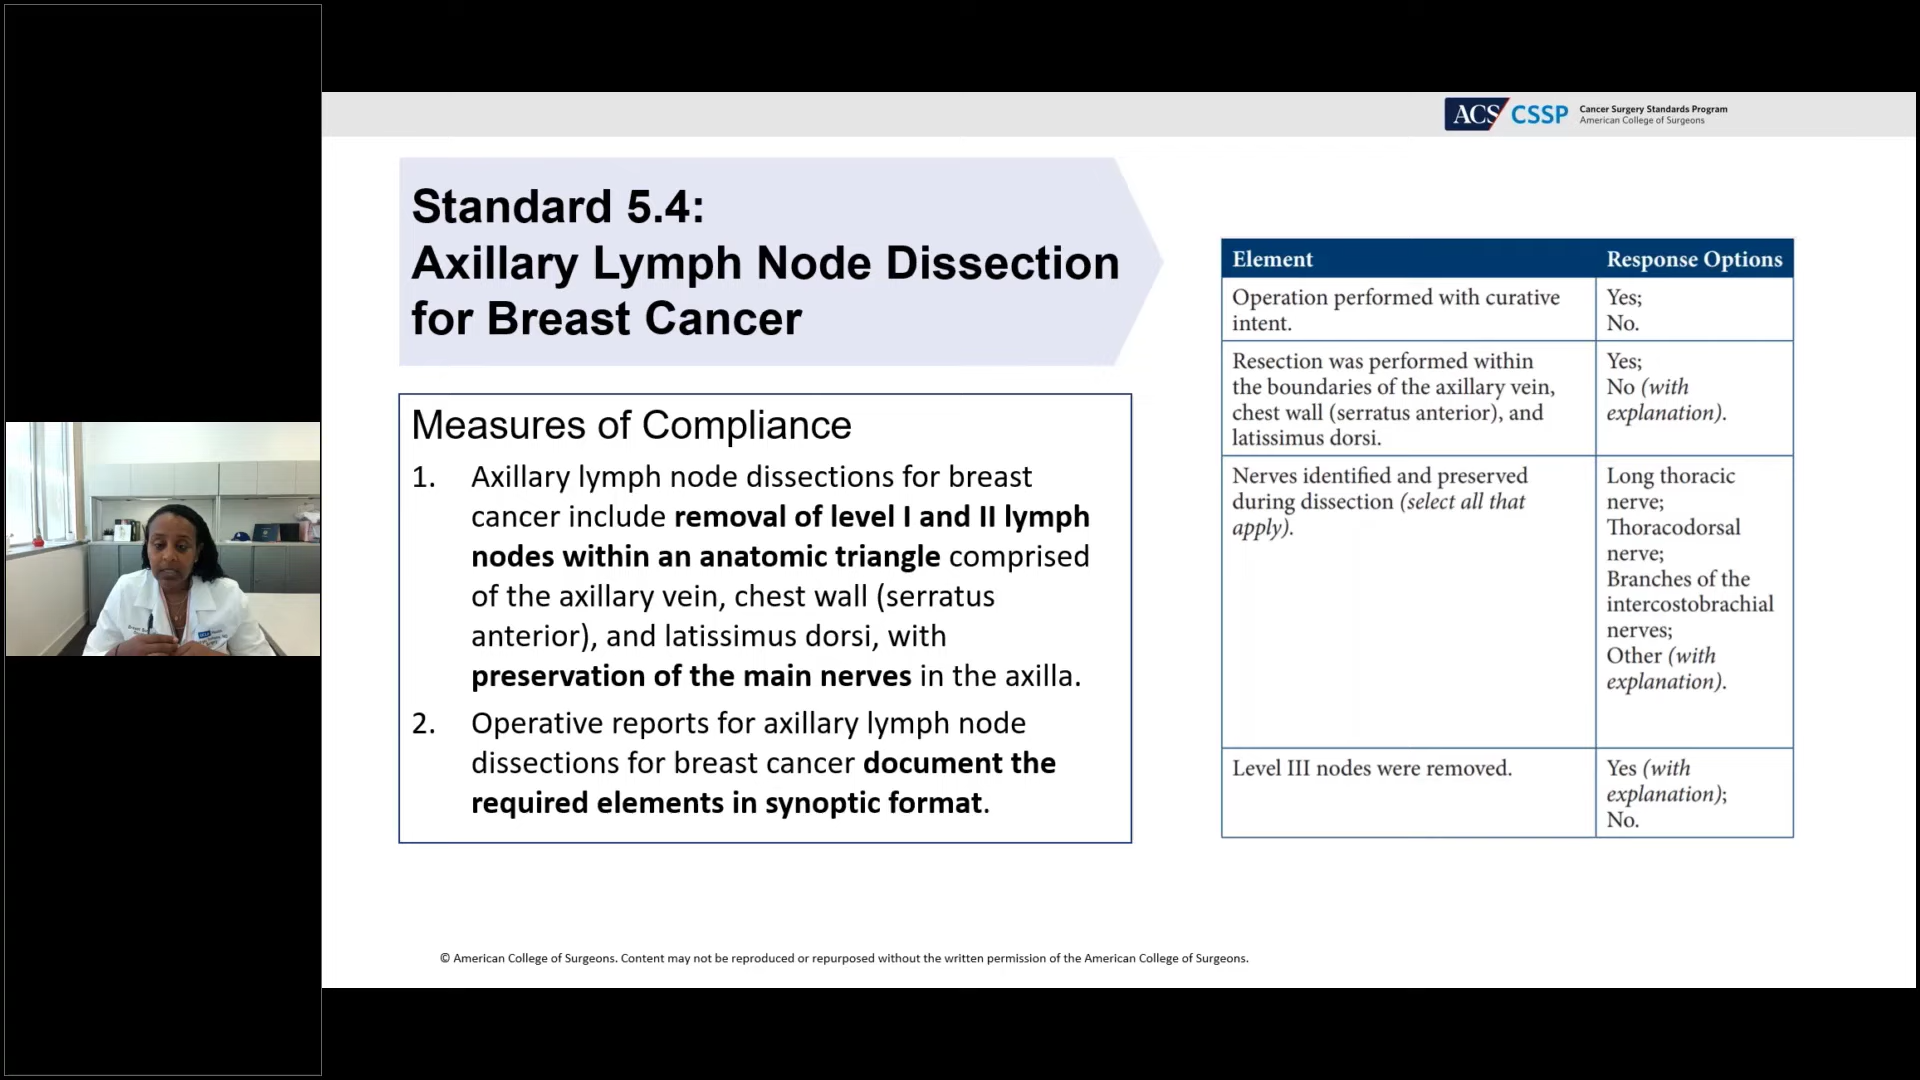 ACS CSSP Cancer Surgery Standards Program
American College of Surgeons
Standard 5.4:
Axillary Lymph Node Dissection
for Breast Cancer
Measures of Compliance
1. Axillary lymph node dissections for breast
cancer include removal of level I and II lymph
nodes within an anatomic triangle comprised
of the axillary vein, chest wall (serratus
anterior), and latissimus dorsi, with
preservation of the main nerves in the axilla.
2. Operative reports for axillary lymph node
dissections for breast cancer document the
required elements in synoptic format.
Element
Response Options
Operation performed with curative
intent.
Yes;
No.
Resection was performed within
the boundaries of the axillary vein,
chest wall (serratus anterior), and
latissimus dorsi.
Yes;
No (with
explanation).
Nerves identified and preserved
during dissection (select all that
apply).
Long thoracic
nerve;
Thoracodorsal
nerve;
Branches of the
intercostobrachial
nerves;
Other (with
explanation).
Level III nodes were removed.
Yes (with
explanation);
No.
© American College of Surgeons. Content may not be reproduced or repurposed without the written permission of the American College of Surgeons.